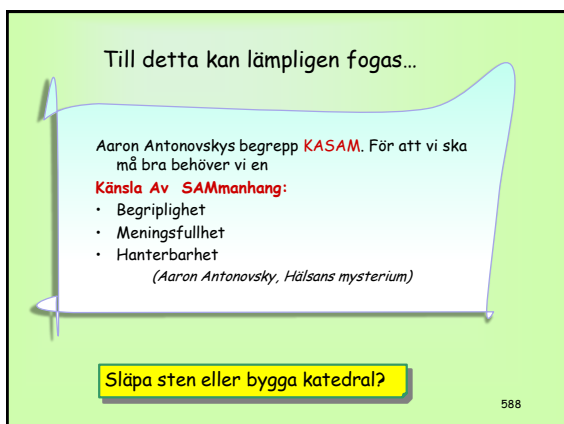 Till detta kan lämpligen fogas…
Aaron Antonovskys begrepp KASAM. För att vi ska
må bra behöver vi en
Känsla Av SAMmanhang:
• Begriplighet
• Meningsfullhet
• Hanterbarhet
(Aaron Antonovsky, Hälsans mysterium)
Släpa sten eller bygga katedral?
588